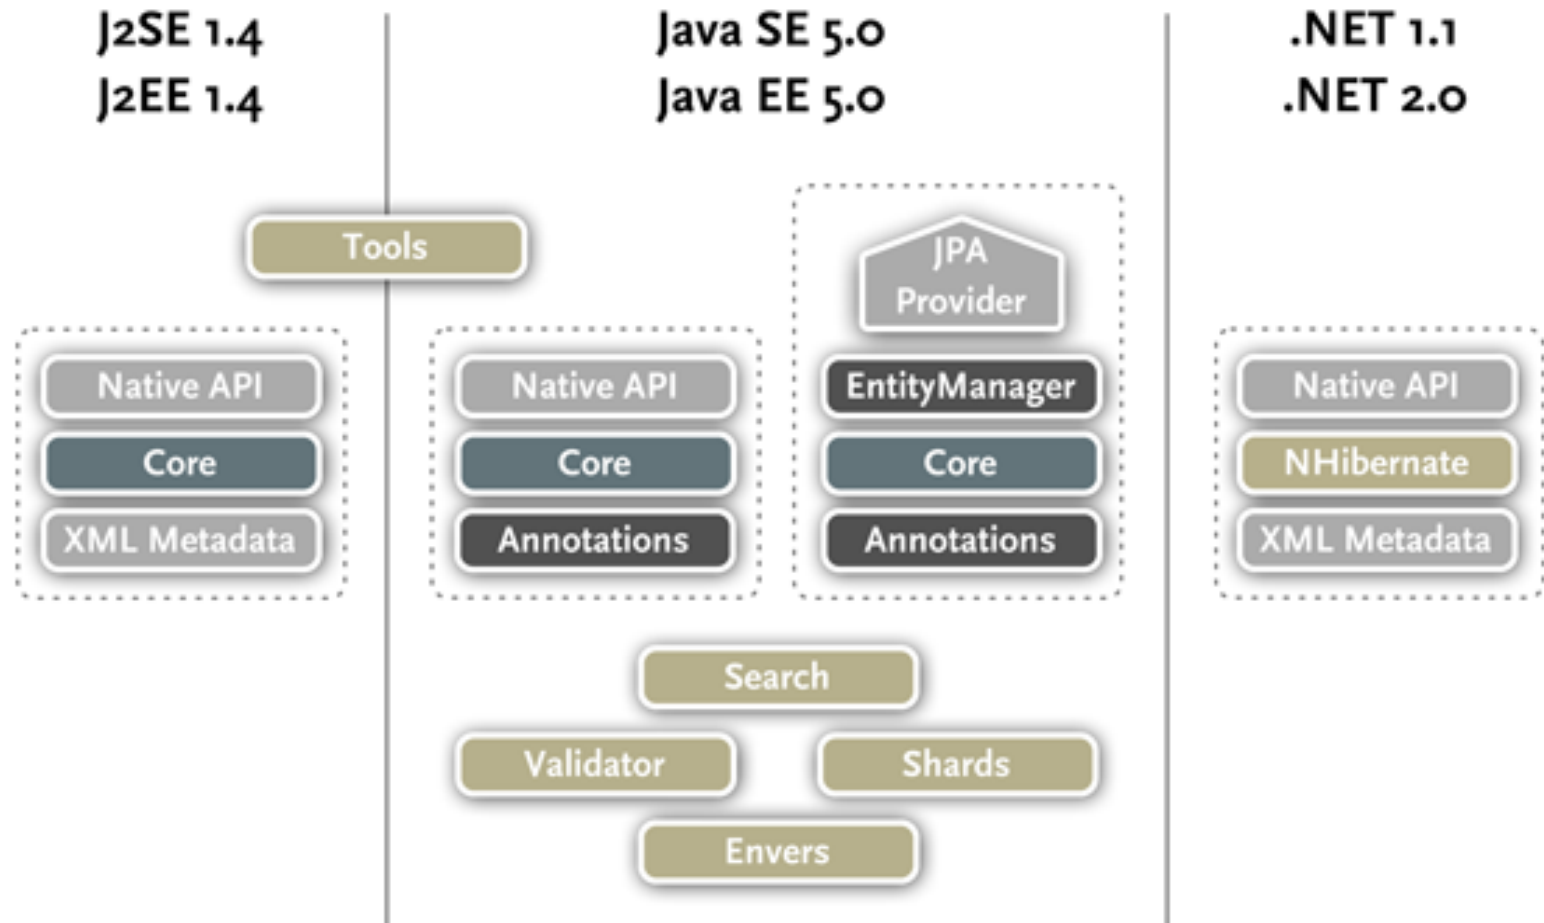 J2SE 1.4
J2EE 1.4
Java SE 5.0
Java EE 5.0
.NET 1.1
.NET 2.0
Tools
Native API
Core
XML Metadata
Native API
Core
Annotations
JPA
Provider
EntityManager
Core
Annotations
Native API
NHibernate
XML Metadata
Search
Validator
Shards
Envers